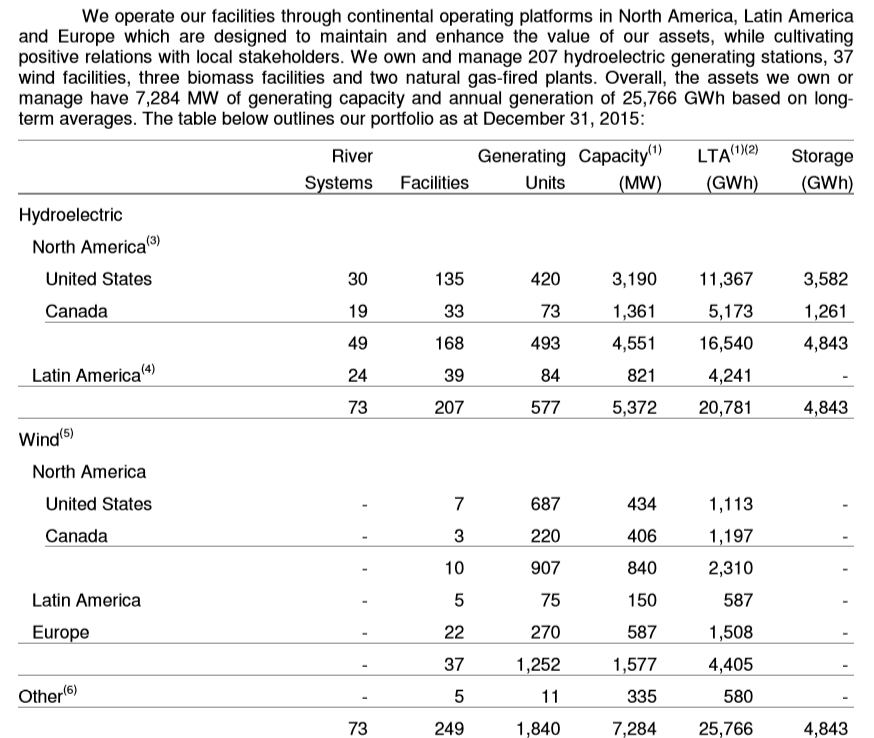 We operate our facilities through continental operating platforms in North America, Latin America
and Europe which are designed to maintain and enhance the value of our assets, while cultivating
positive relations with local stakeholders. We own and manage 207 hydroelectric generating stations, 37
wind facilities, three biomass facilities and two natural gas-fired plants. Overall, the assets we own or
manage have 7,284 MW of generating capacity and annual generation of 25,766 GWh based on long-
term averages. The table below outlines our portfolio as at December 31, 2015:
River Generating Capacity(1) LTA(1)(2) Storage
Systems Facilities Units (MW) (GWh) (GWh)
Hydroelectric
North America(3)
United States 30 135 420 3,190 11,367 3,582
Canada 19 33 73 1,361 5,173 1,261
49 168 493 4,551 16,540 4,843
Latin America(4) 24 39 84 821 4,241 -
73 207 577 5,372 20,781 4,843
Wind(5)
North America
United States - 7 687 434 1,113 -
Canada - 3 220 406 1,197 -
- 10 907 840 2,310 -
Latin America - 5 75 150 587 -
Europe - 22 270 587 1,508 -
- 37 1,252 1,577 4,405 -
Other(6) - 5 11 335 580 -
73 249 1,840 7,284 25,766 4,843